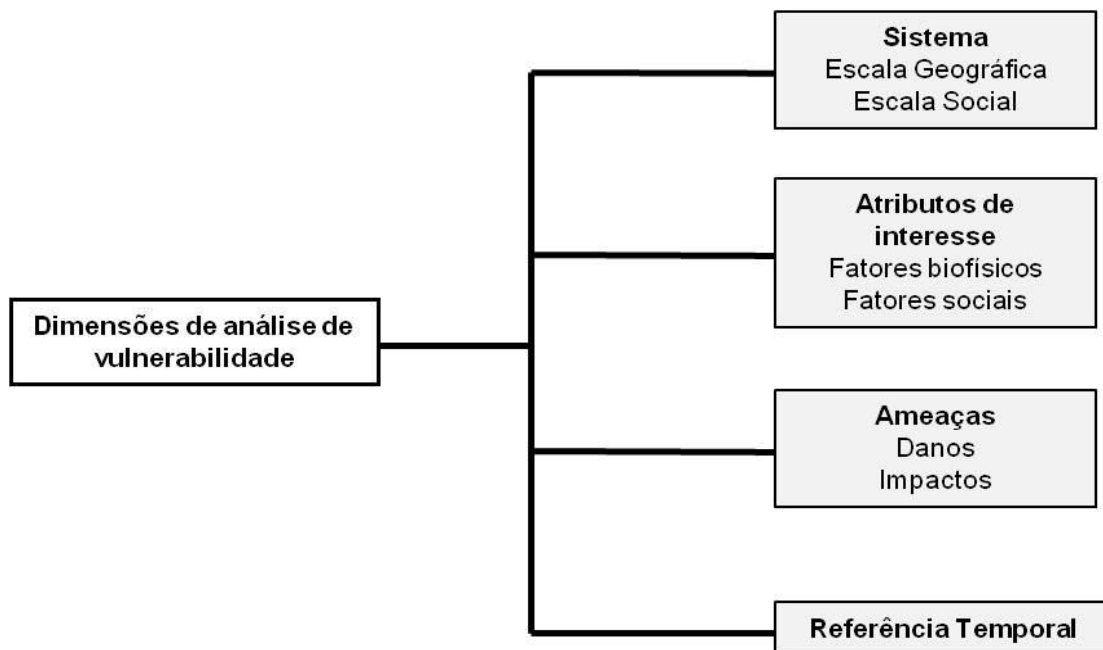 Dimensões de análise de
vulnerabilidade
Sistema
Escala Geográfica
Escala Social
Atributos de
interesse
Fatores biofísicos
Fatores sociais
Ameaças
Danos
Impactos
Referência Temporal